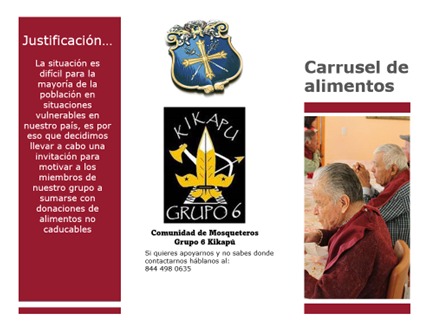 Justificación...
La situación es
difícil para la
mayoría de la
población en
situaciones
vulnerables en
nuestro país, es por
eso que decidimos
llevar a cabo una
invitación para
motivar a los
miembros de
nuestro grupo a
sumarse con
donaciones de
alimentos no
caducables
KIKAPU
GRUPO 6
Comunidad de Mosqueteros
Grupo 6 Kikapú
Si quieres apoyarnos y no sabes donde
contactarnos háblanos al:
844 498 0635
Carrusel de
alimentos